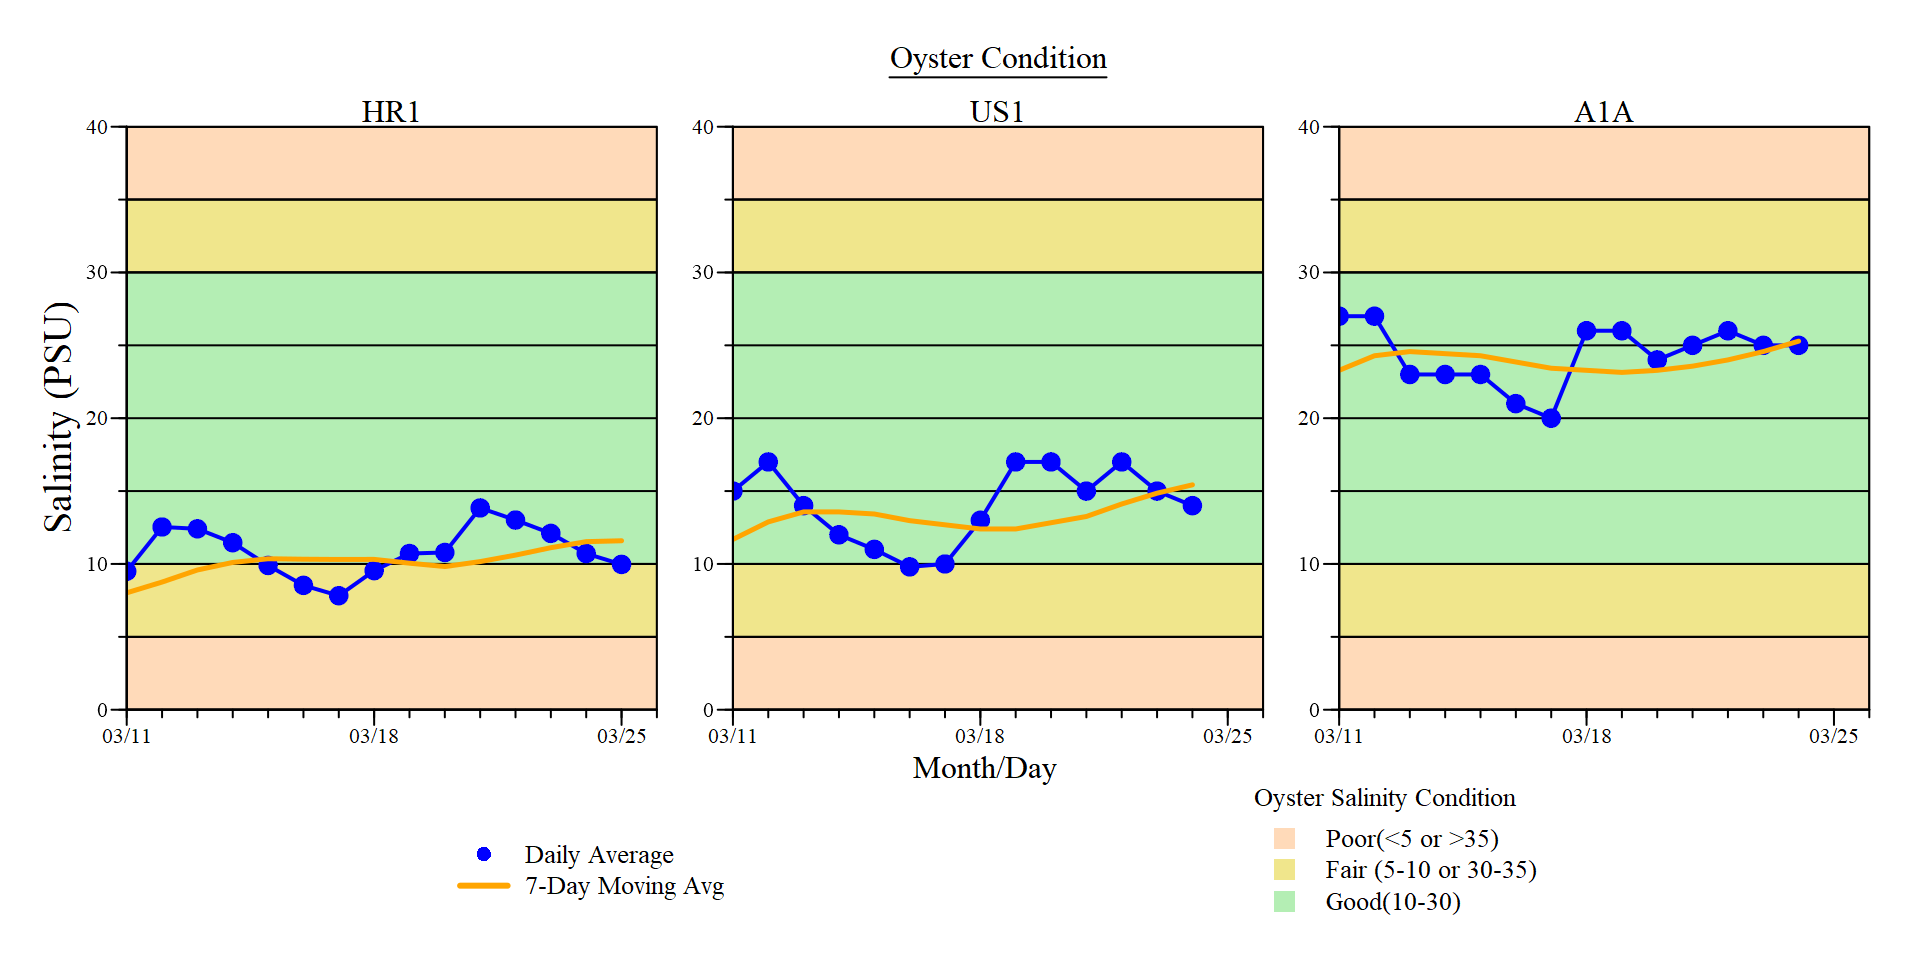 Oyster Condition
HR1
US1
A1A
Salinity (PSU)
40
30
20
10
0
03/11
03/18
03/25
40
30
20
10
0
03/11
03/18
03/25
40
30
20
10
0
03/11
03/18
03/25
Month/Day
Daily Average
7-Day Moving Avg
Oyster Salinity Condition
Poor(<5 or >35)
Fair (5-10 or 30-35)
Good(10-30)